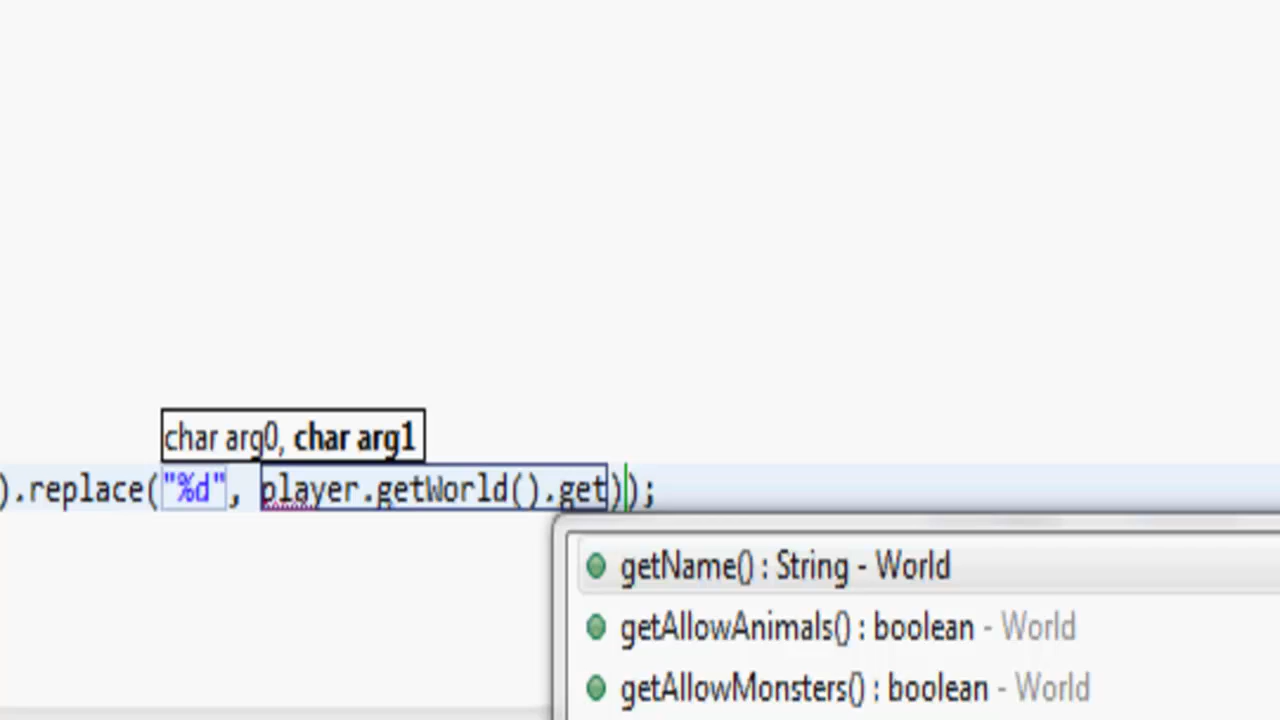 char arg0, char arg1
).replace("%d", player.getWorld().get));
getName() : String - World
getAllowAnimals() : boolean - World
getAllowMonsters() : boolean - World